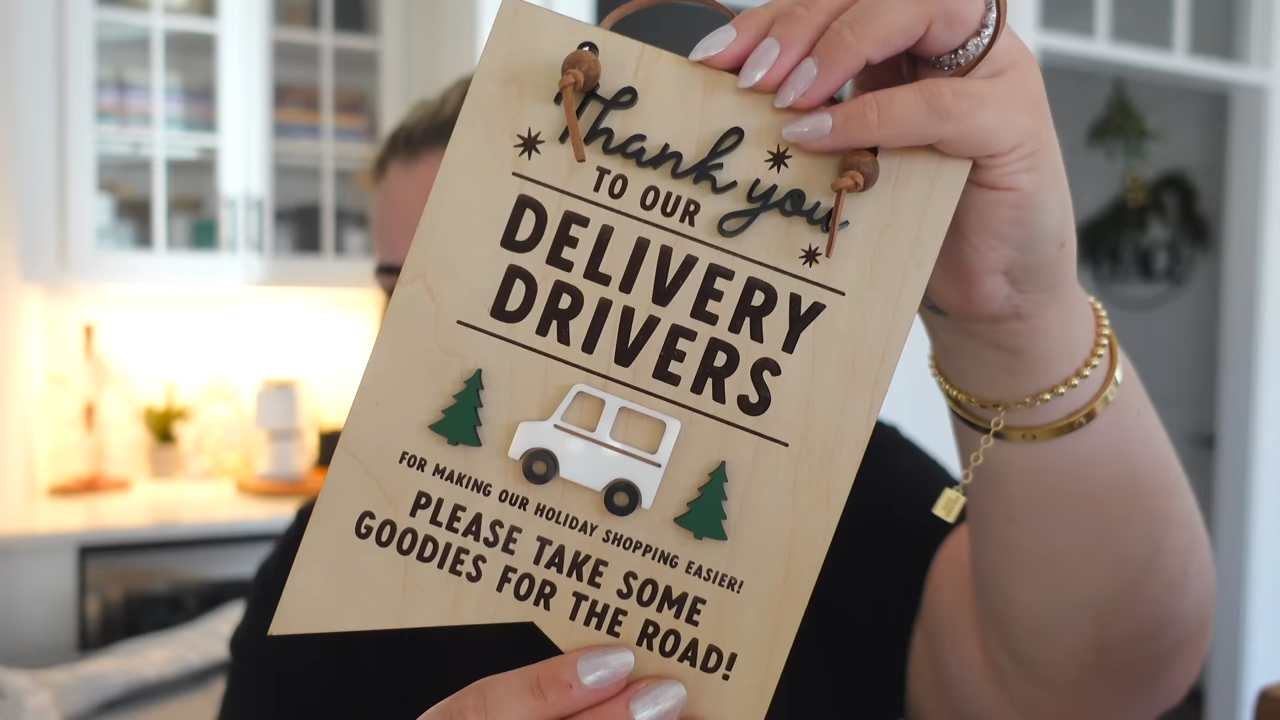 Thank you
TO OUR
DELIVERY
DRIVERS
FOR MAKING OUR HOLIDAY SHOPPING EASIER!
PLEASE TAKE SOME
GOODIES FOR THE ROAD!